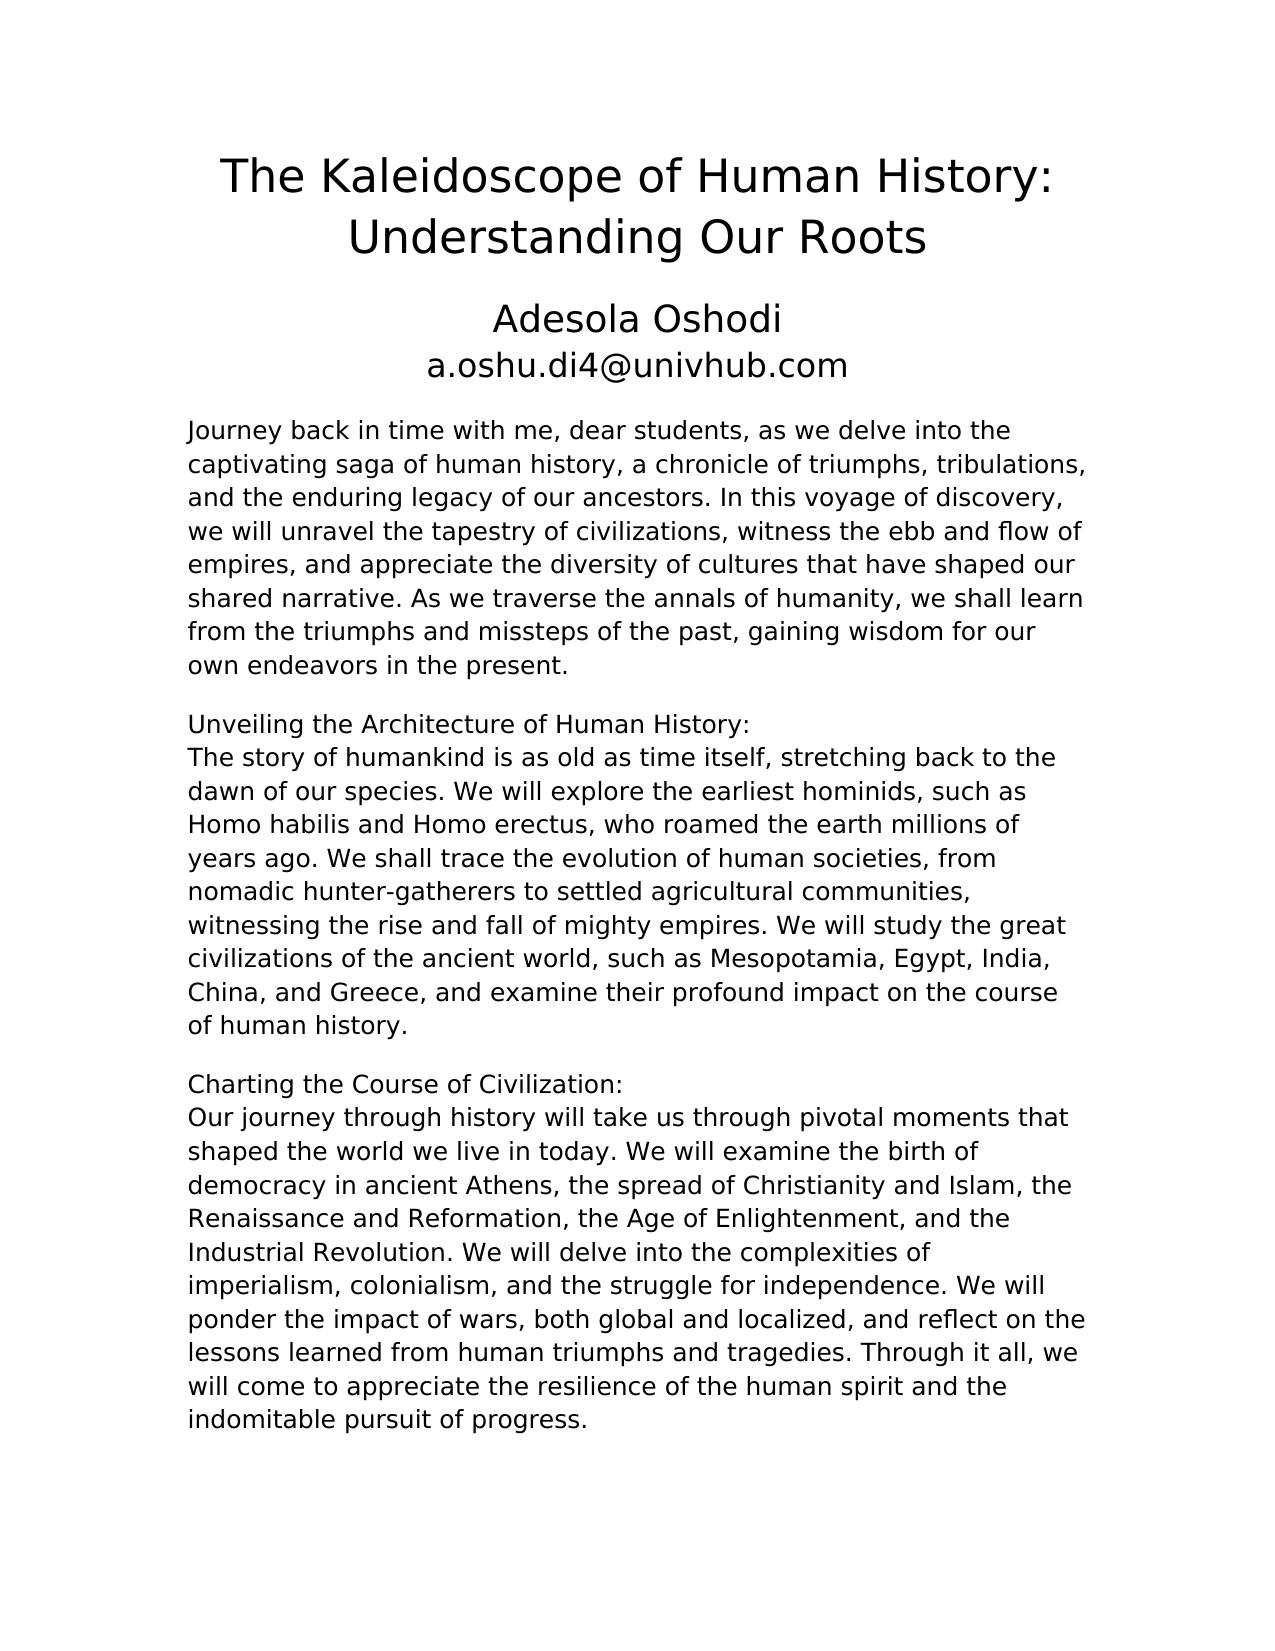 The Kaleidoscope of Human History:
Understanding Our Roots
Adesola Oshodi
a.oshu.di4@univhub.com
Journey back in time with me, dear students, as we delve into the
captivating saga of human history, a chronicle of triumphs, tribulations,
and the enduring legacy of our ancestors. In this voyage of discovery,
we will unravel the tapestry of civilizations, witness the ebb and flow of
empires, and appreciate the diversity of cultures that have shaped our
shared narrative. As we traverse the annals of humanity, we shall learn
from the triumphs and missteps of the past, gaining wisdom for our
own endeavors in the present.
Unveiling the Architecture of Human History:
The story of humankind is as old as time itself, stretching back to the
dawn of our species. We will explore the earliest hominids, such as
Homo habilis and Homo erectus, who roamed the earth millions of
years ago. We shall trace the evolution of human societies, from
nomadic hunter-gatherers to settled agricultural communities,
witnessing the rise and fall of mighty empires. We will study the great
civilizations of the ancient world, such as Mesopotamia, Egypt, India,
China, and Greece, and examine their profound impact on the course
of human history.
Charting the Course of Civilization:
Our journey through history will take us through pivotal moments that
shaped the world we live in today. We will examine the birth of
democracy in ancient Athens, the spread of Christianity and Islam, the
Renaissance and Reformation, the Age of Enlightenment, and the
Industrial Revolution. We will delve into the complexities of
imperialism, colonialism, and the struggle for independence. We will
ponder the impact of wars, both global and localized, and reflect on the
lessons learned from human triumphs and tragedies. Through it all, we
will come to appreciate the resilience of the human spirit and the
indomitable pursuit of progress.